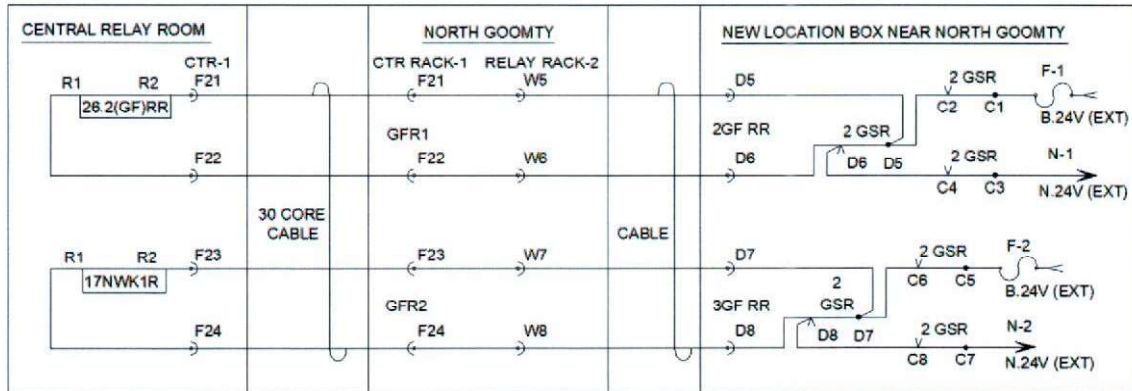 CENTRAL RELAY ROOM
NORTH GOOMTY
NEW LOCATION BOX NEAR NORTH GOOMTY
CTR-1
CTR RACK-1
RELAY RACK-2
R1
R2
F21
F21
W5
D5
2 GSR
F-1
26.2(GF)RR
C2
C1
B.24V (EXT)
GFR1
2GF RR
2 GSR
F22
F22
W6
D6
D6
D5
2 GSR
N-1
C4
C3
N.24V (EXT)
30 CORE
CABLE
CABLE
R1
R2
F23
F23
W7
D7
2 GSR
F-2
17NWK1R
C6
C5
B.24V (EXT)
GFR2
3GF RR
2
GSR
F24
F24
W8
D8
D8
D7
2 GSR
N-2
C8
C7
N.24V (EXT)